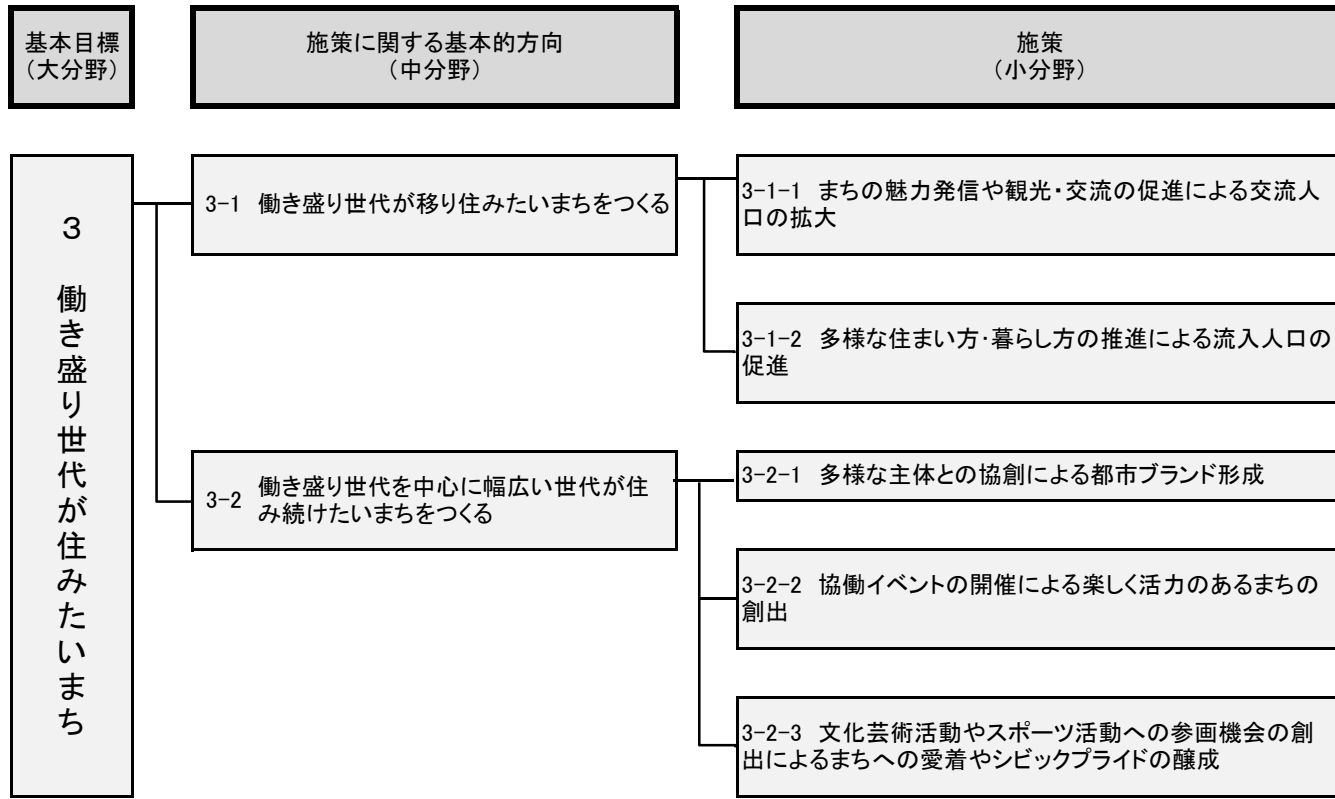 基本目標
（大分野）
施策に関する基本的方向
（中分野）
施策
（小分野）
3 働き盛り世代が住みたいまち
3-1 働き盛り世代が移り住みたいまちをつくる
3-1-1 まちの魅力発信や観光・交流の促進による交流人
口の拡大
3-1-2 多様な住まい方・暮らし方の推進による流入人口の
促進
3-2 働き盛り世代を中心に幅広い世代が住
み続けたいまちをつくる
3-2-1 多様な主体との協創による都市ブランド形成
3-2-2 協働イベントの開催による楽しく活力のあるまちの
創出
3-2-3 文化芸術活動やスポーツ活動への参画機会の創
出によるまちへの愛着やシビックプライドの醸成